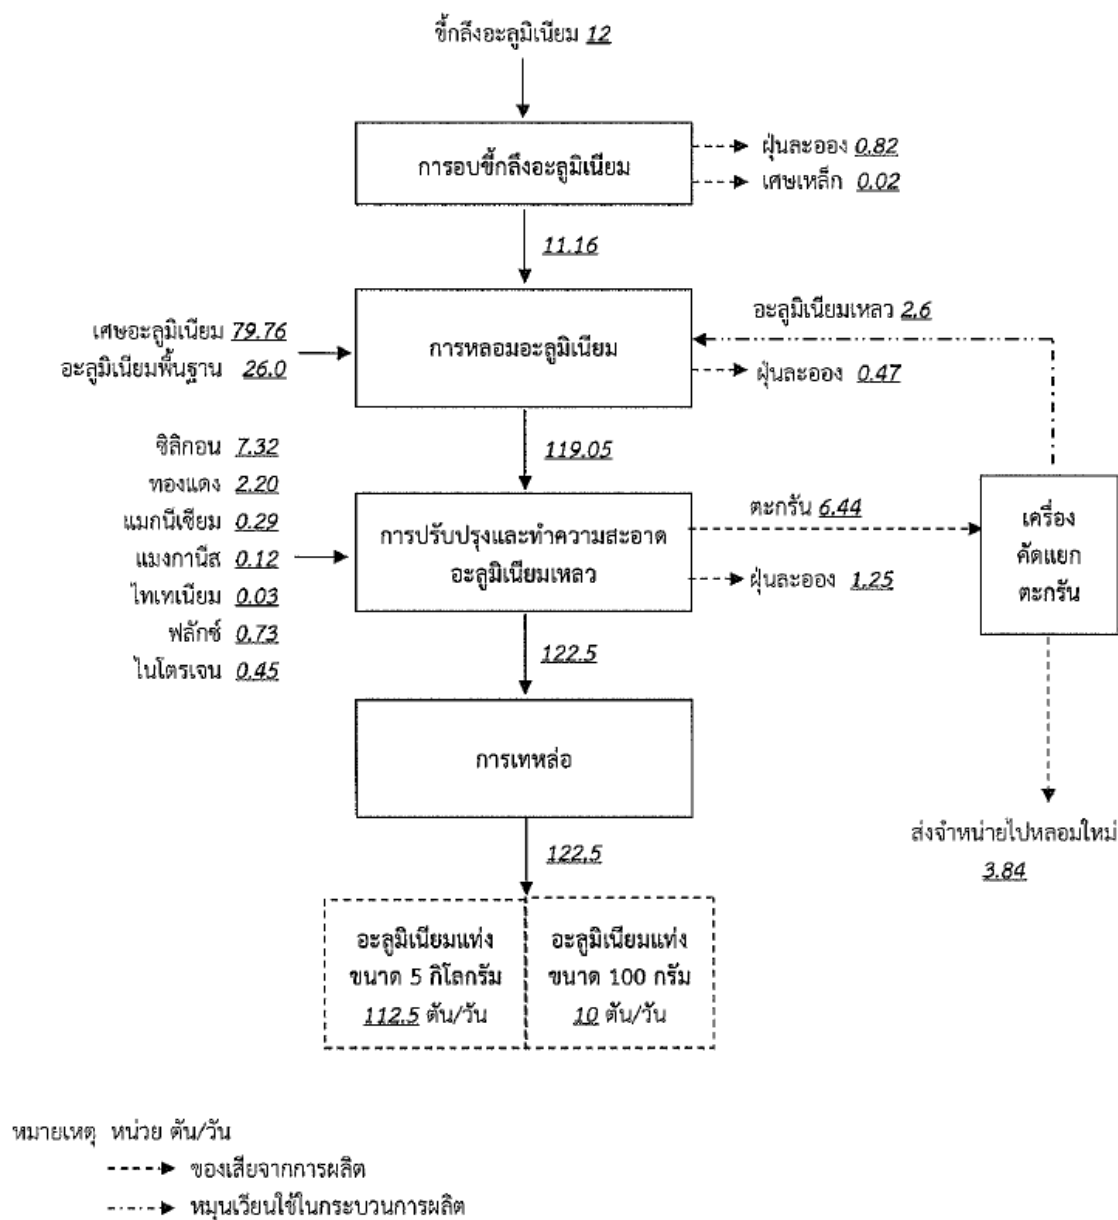 ขี้กลึงอะลูมิเนียม 12
การอบขี้กลึงอะลูมิเนียม
ฝุ่นละออง 0.82
เศษเหล็ก 0.02
11.16
เศษอะลูมิเนียม 79.76
อะลูมิเนียมพื้นฐาน 26.0
การหลอมอะลูมิเนียม
อะลูมิเนียมเหลว 2.6
ฝุ่นละออง 0.47
119.05
ซิลิกอน 7.32
ทองแดง 2.20
แมกนีเซียม 0.29
แมงกานีส 0.12
ไทเทเนียม 0.03
ฟลักซ์ 0.73
ไนโตรเจน 0.45
การปรับปรุงและทำความสะอาด
อะลูมิเนียมเหลว
ตะกรัน 6.44
ฝุ่นละออง 1.25
เครื่อง
คัดแยก
ตะกรัน
122.5
การเทหล่อ
ส่งจำหน่ายไปหลอมใหม่
3.84
122.5
อะลูมิเนียมแท่ง
ขนาด 5 กิโลกรัม
112.5 ตัน/วัน
อะลูมิเนียมแท่ง
ขนาด 100 กรัม
10 ตัน/วัน
หมายเหตุ หน่วย ตัน/วัน
ของเสียจากการผลิต
หมุนเวียนใช้ในกระบวนการผลิต